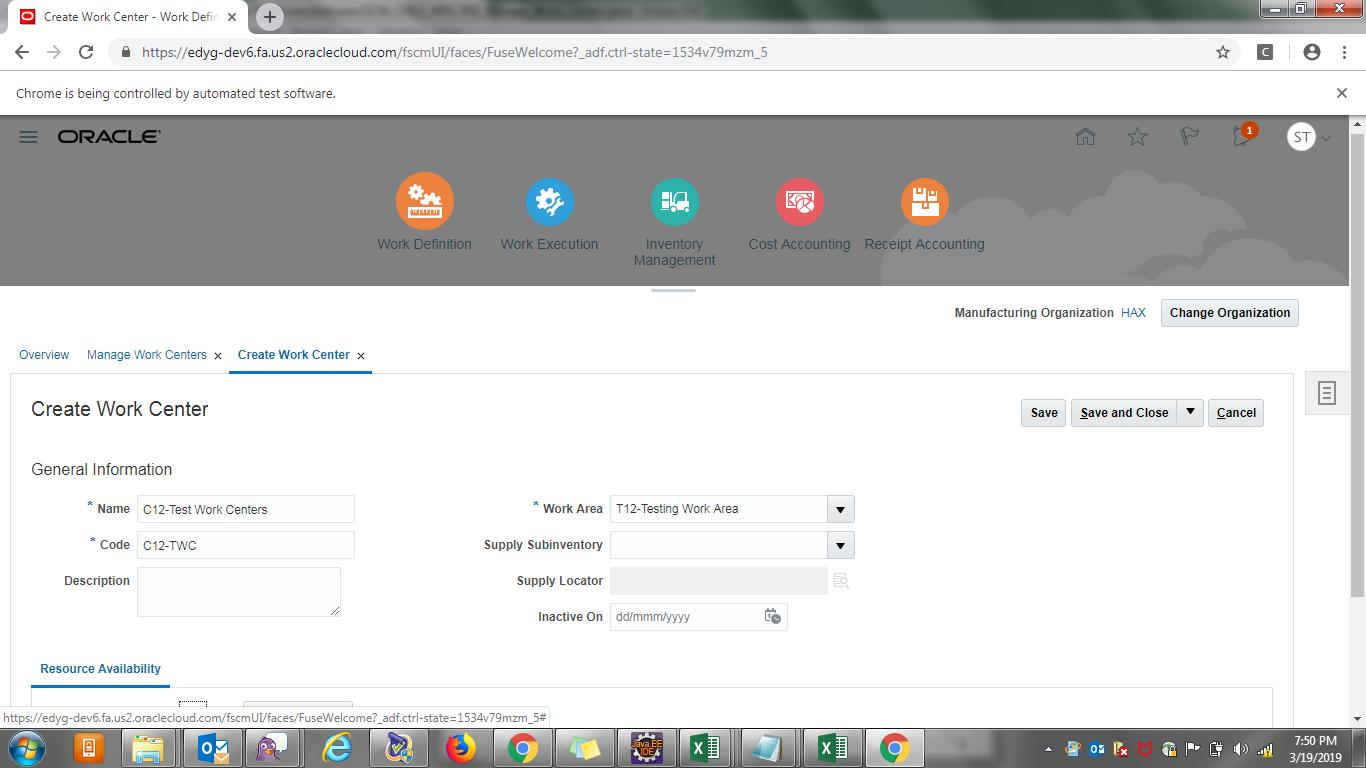 Create Work Center - Work Defin
https://edyg-dev6.fa.us2.oraclecloud.com/fscmUI/faces/FuseWelcome?_adf.ctrl-state=1534v79mzm_5
C
Chrome is being controlled by automated test software.
ORACLE
1
ST
Work Definition
Work Execution
Inventory Management
Cost Accounting
Receipt Accounting
Manufacturing Organization HAX
Change Organization
Overview
Manage Work Centers
Create Work Center
Create Work Center
Save
Save and Close
Cancel
General Information
* Name C12-Test Work Centers
* Work Area T12-Testing Work Area
* Code C12-TWC
Supply Subinventory
Description
Supply Locator
Inactive On dd/mmm/yyyy
Resource Availability
https://edyg-dev6.fa.us2.oraclecloud.com/fscmUI/faces/FuseWelcome?_adf.ctrl-state=1534v79mzm_5#
Java EE
IDE
7:50 PM
3/19/2019